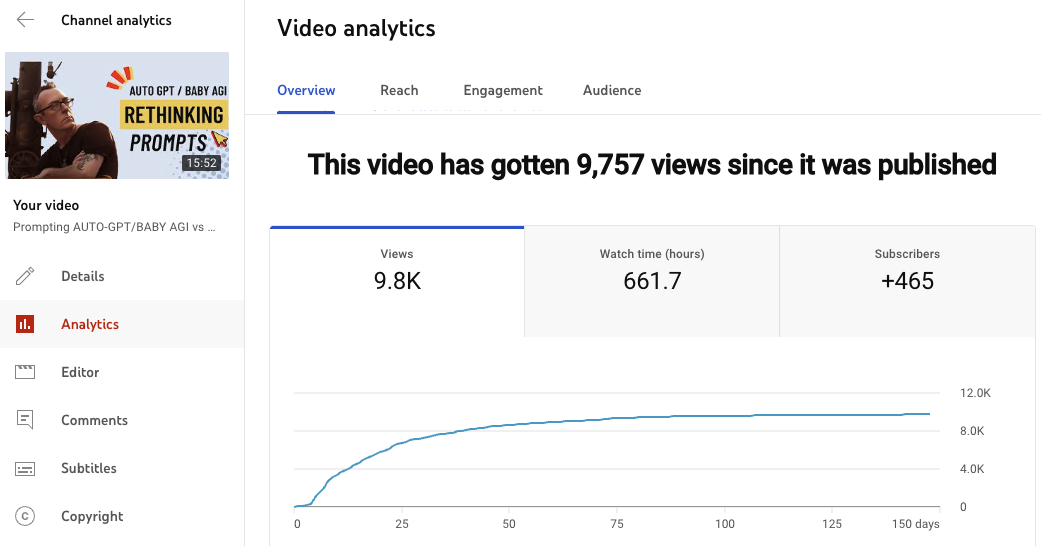 Channel analytics
AUTO GPT / BABY AGI
RETHINKING
PROMPTS
15:52
Your video
Prompting AUTO-GPT/BABY AGI vs ...
Details
Analytics
Editor
Comments
Subtitles
Copyright
Video analytics
Overview Reach Engagement Audience
This video has gotten 9,757 views since it was published
Views
9.8K
Watch time (hours)
661.7
Subscribers
+465
12.0K
8.0K
4.0K
0
0 25 50 75 100 125 150 days